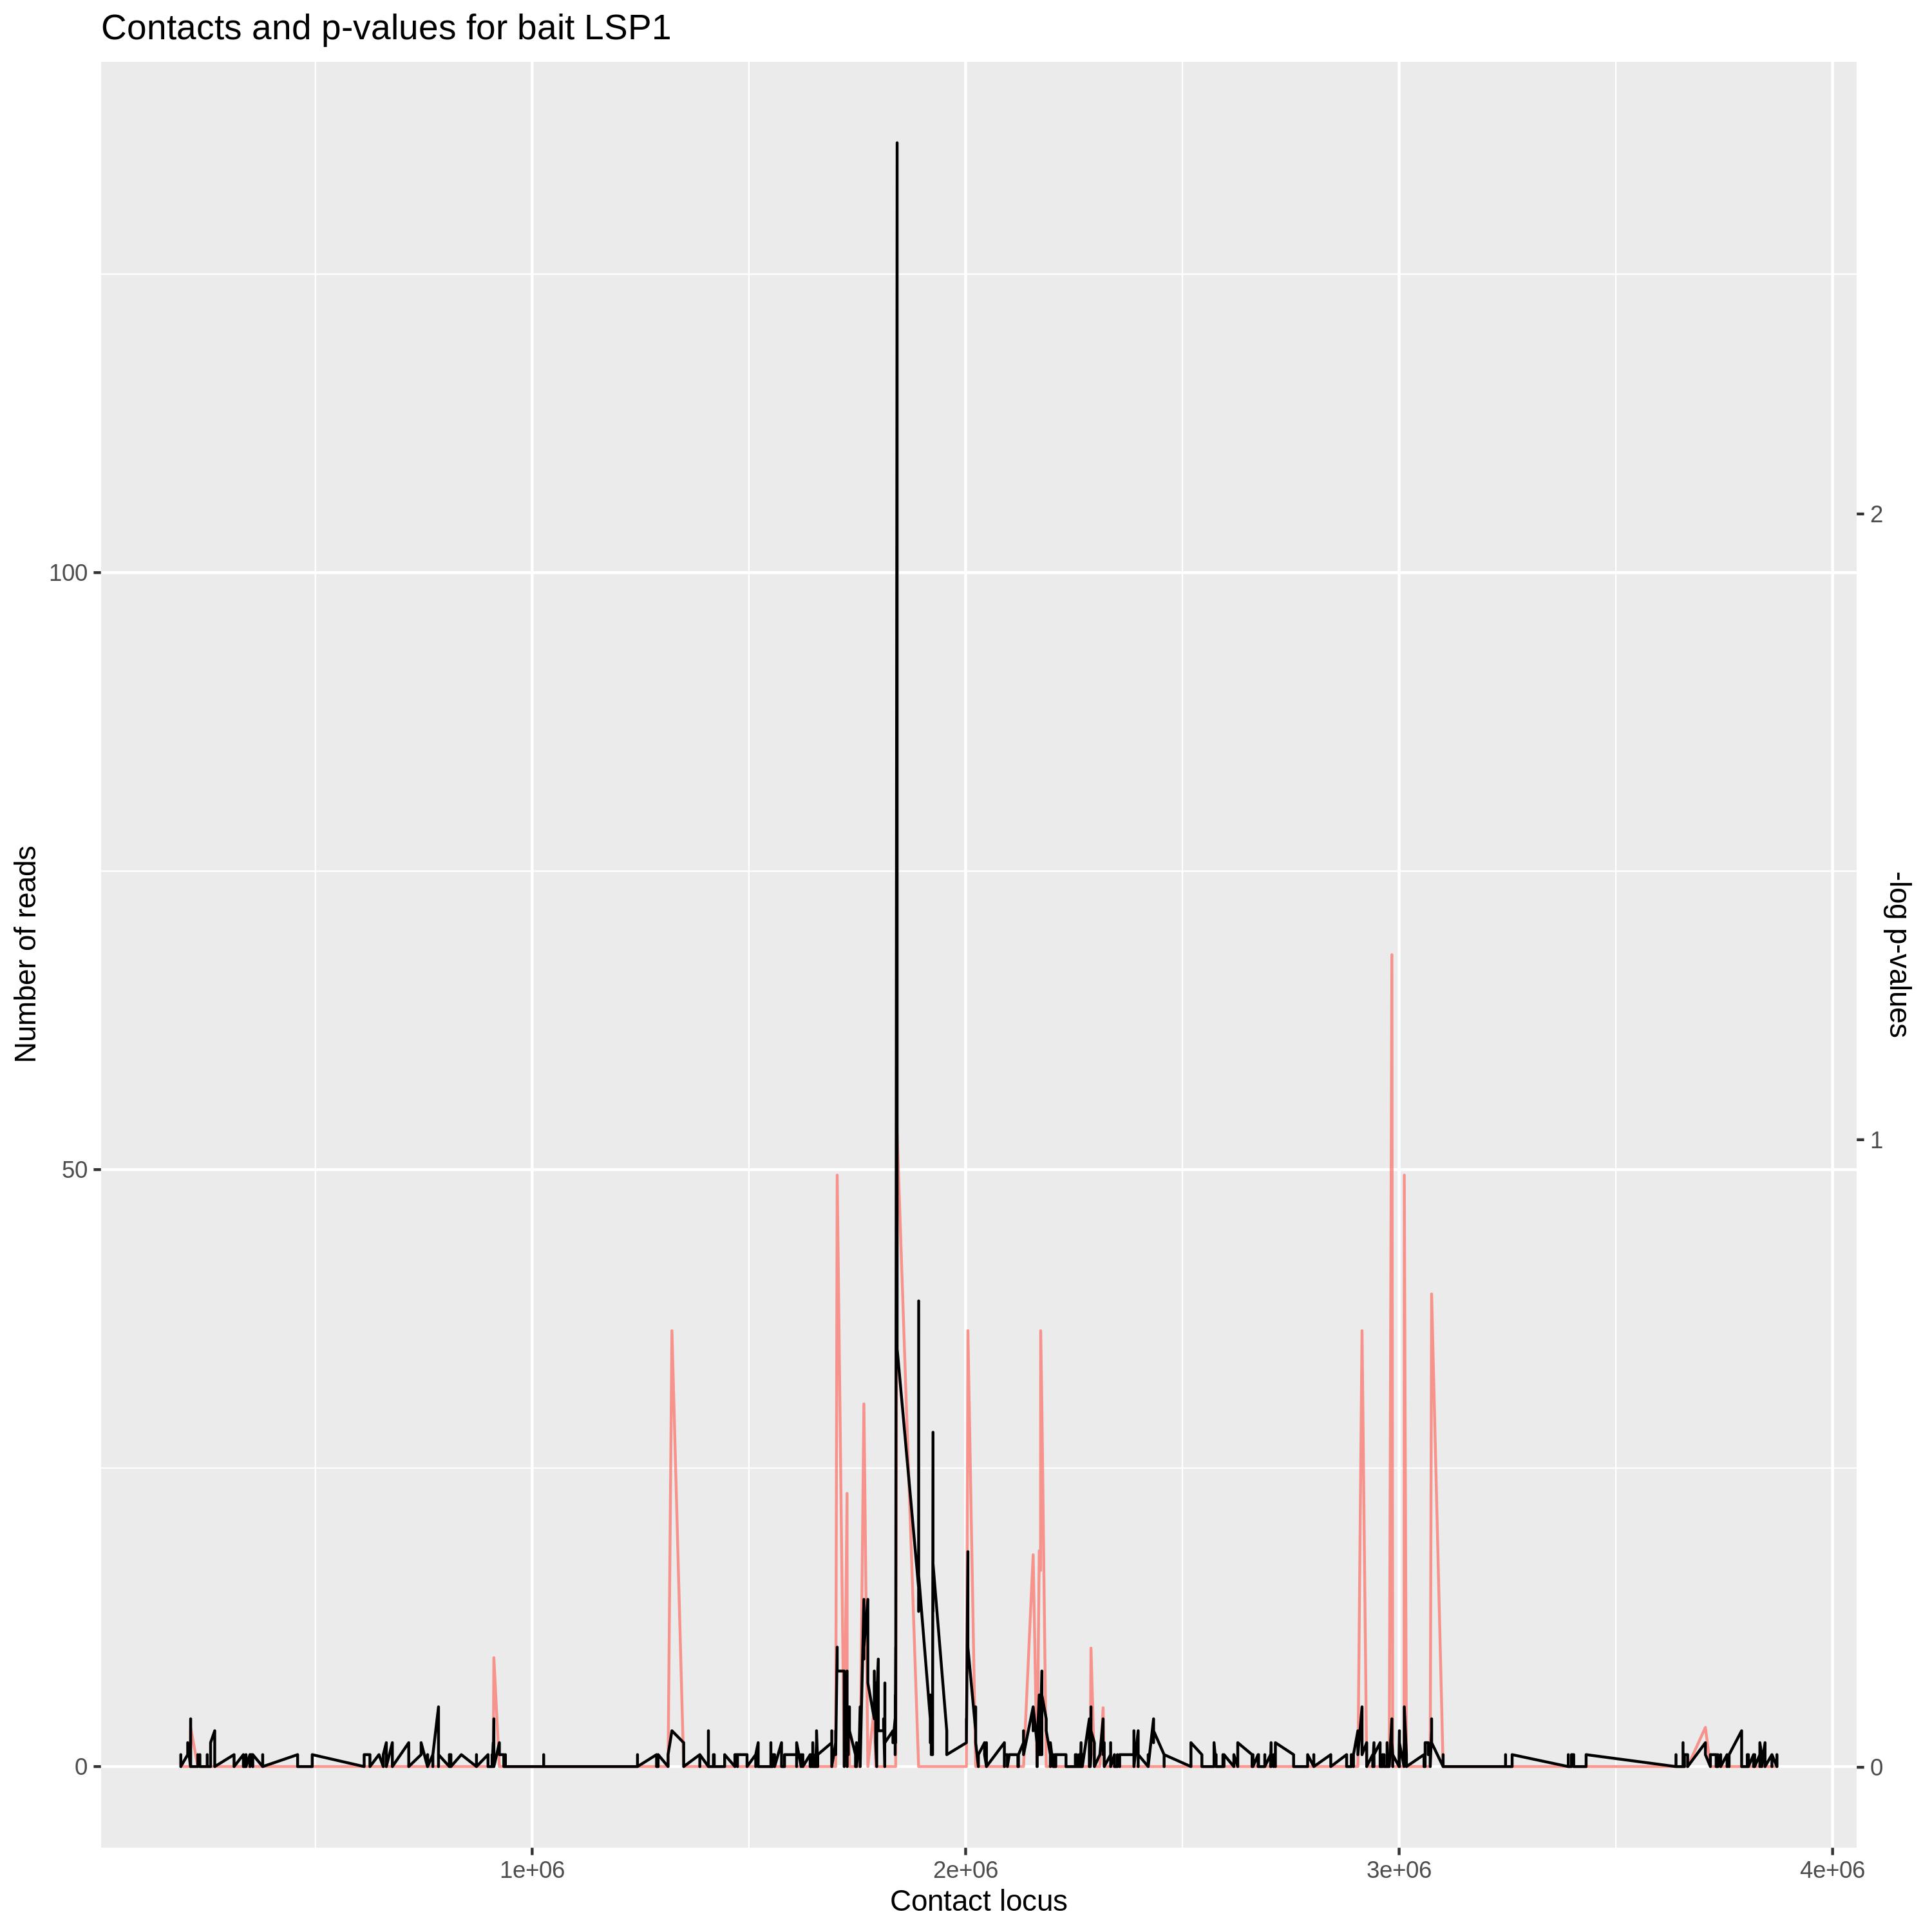 Contacts and p-values for bait LSP1
Number of reads
100
50
0
2
1
0
-log p-values
1e+06
2e+06
3e+06
4e+06
Contact locus